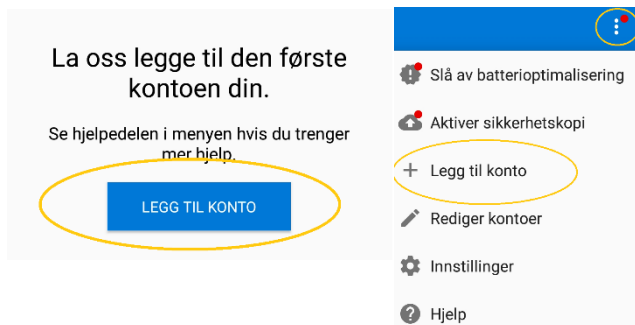 La oss legge til den første
kontoen din.
Se hjelpedelen i menyen hvis du trenger
mer hjelp.
LEGG TIL KONTO
Slå av batterioptimalisering
Aktiver sikkerhetskopi
Legg til konto
Rediger kontoer
Innstillinger
Hjelp